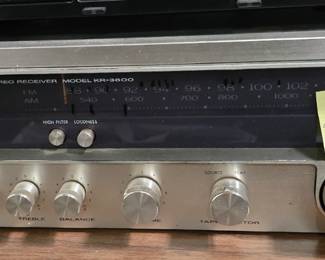 REO RECEIVER MODEL KR-3600
FM 88 90 92 94 96 98 100 102
AM 540 600 700 800 1000
HIGH FILTER LOUDNESS
SOURCE
TREBLE BALANCE